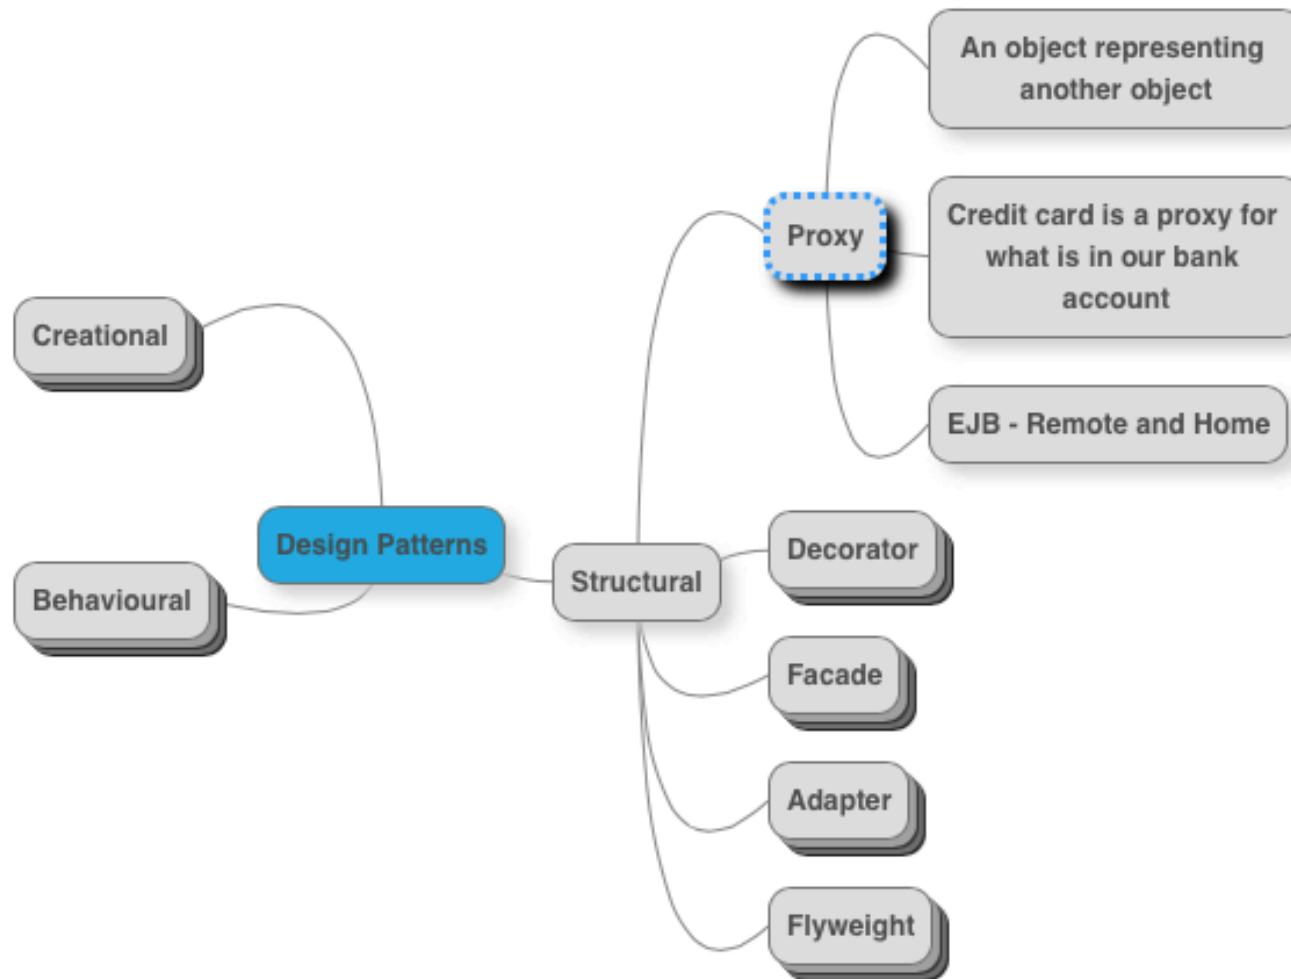 An object representing
another object
Proxy
Credit card is a proxy for
what is in our bank
account
Creational
EJB - Remote and Home
Design Patterns
Decorator
Structural
Behavioural
Facade
Adapter
Flyweight